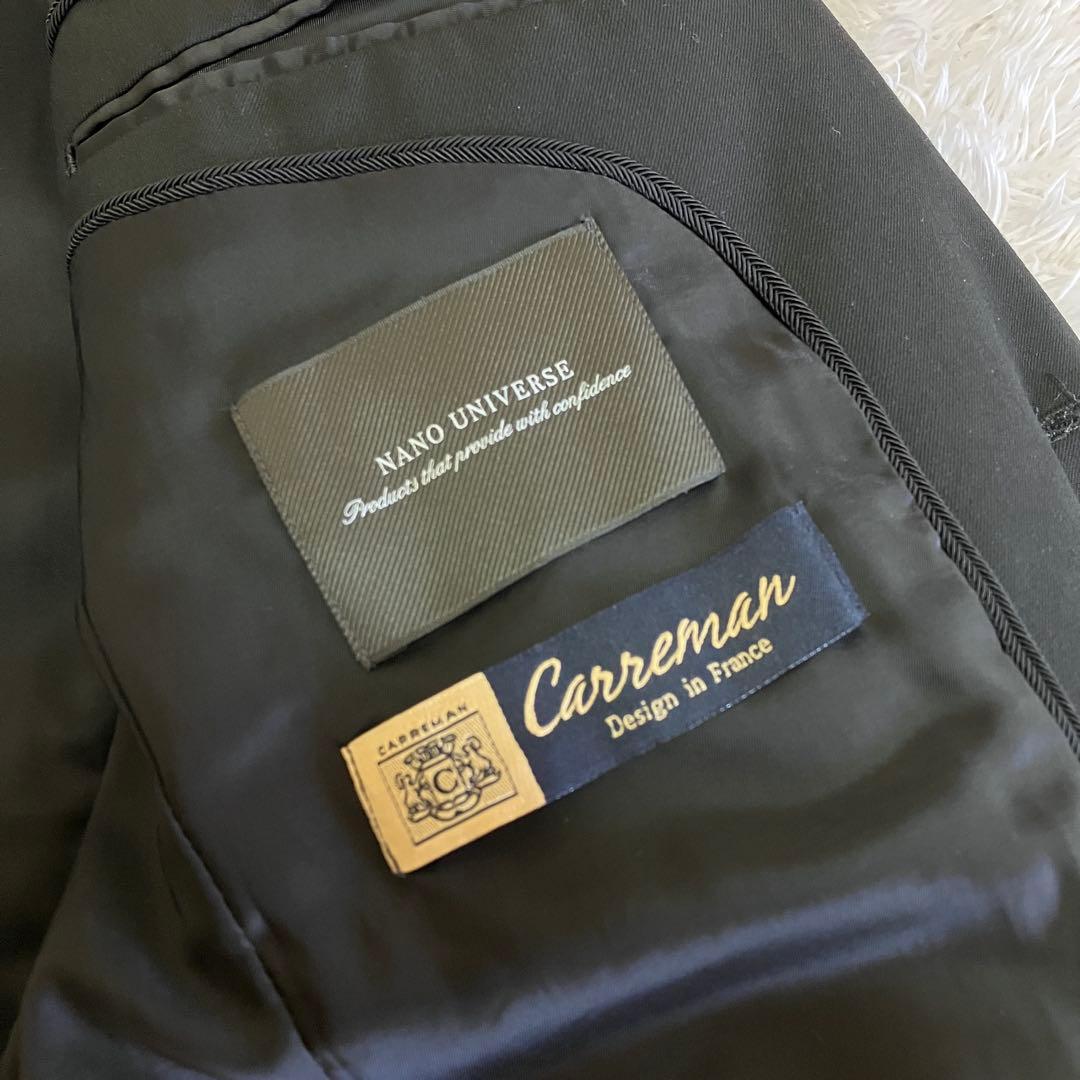 NANO UNIVERSE
Products that provide with confidence
Carreman
Design in France
CARREMAN
C